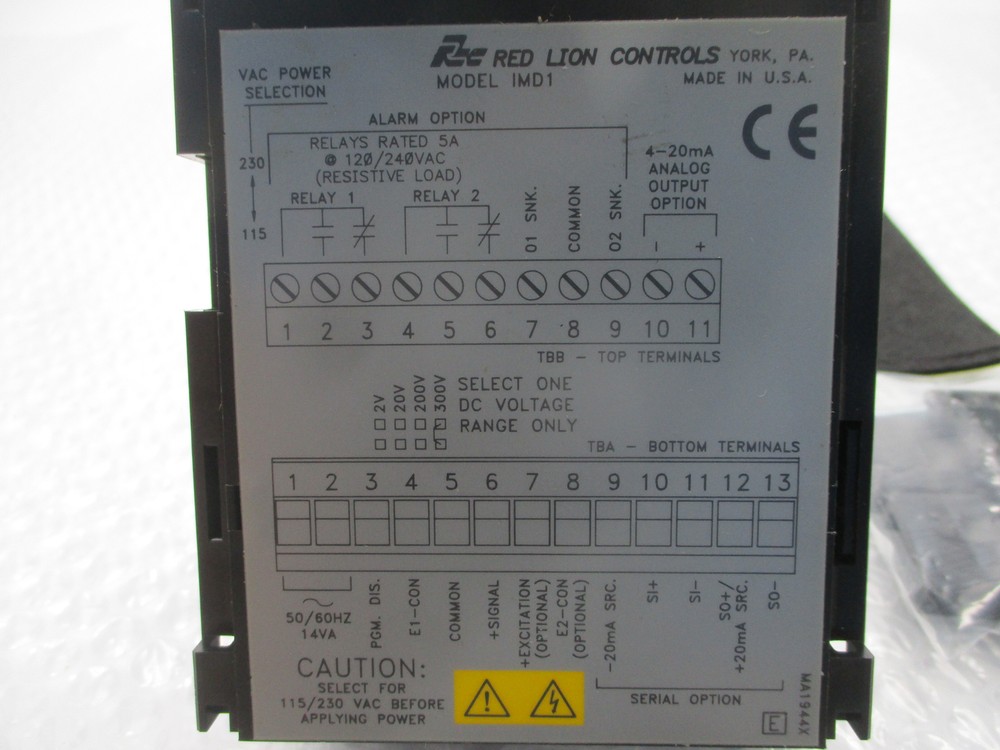 RLC RED LION CONTROLS YORK, PA.
MODEL IMD1 MADE IN U.S.A.
VAC POWER
SELECTION
230
115
CE
ALARM OPTION
RELAYS RATED 5A
@ 120/240VAC
(RESISTIVE LOAD)
RELAY 1 RELAY 2
O1 SNK.
COMMON
O2 SNK.
4-20mA
ANALOG
OUTPUT
OPTION
- +
1 2 3 4 5 6 7 8 9 10 11
TBB - TOP TERMINALS
2V
20V
200V
300V
SELECT ONE
DC VOLTAGE
RANGE ONLY
TBA - BOTTOM TERMINALS
1 2 3 4 5 6 7 8 9 10 11 12 13
50/60HZ
14VA
PGM. DIS.
E1-CON
COMMON
+SIGNAL
+EXCITATION
(OPTIONAL)
E2-CON
(OPTIONAL)
-20mA SRC.
SI+
SI-
SO+/
+20mA SRC.
SO-
SERIAL OPTION
CAUTION:
SELECT FOR
115/230 VAC BEFORE
APPLYING POWER
E
MA1944X